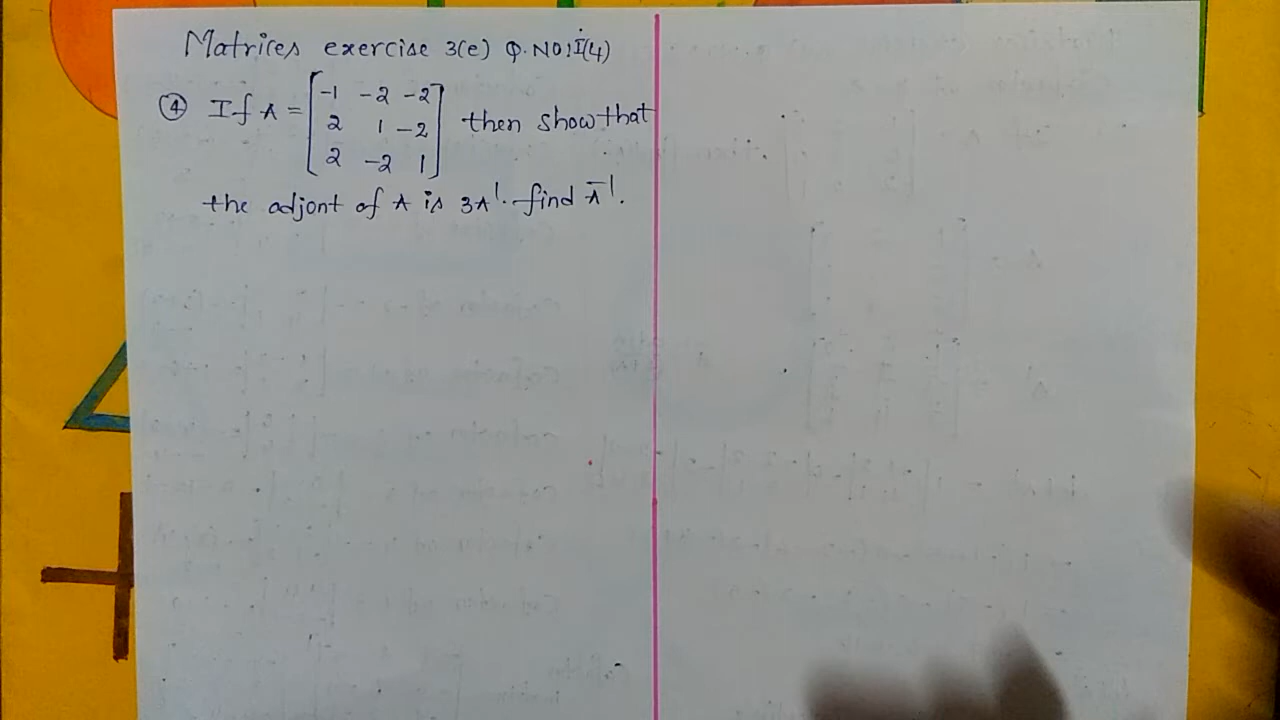 Matrices exercise 3(e) Q.NO:I(4)
④ If A = [-1 -2 -2
2 1 -2
2 -2 1] then show that
the adjont of A is 3A'. find A⁻¹.